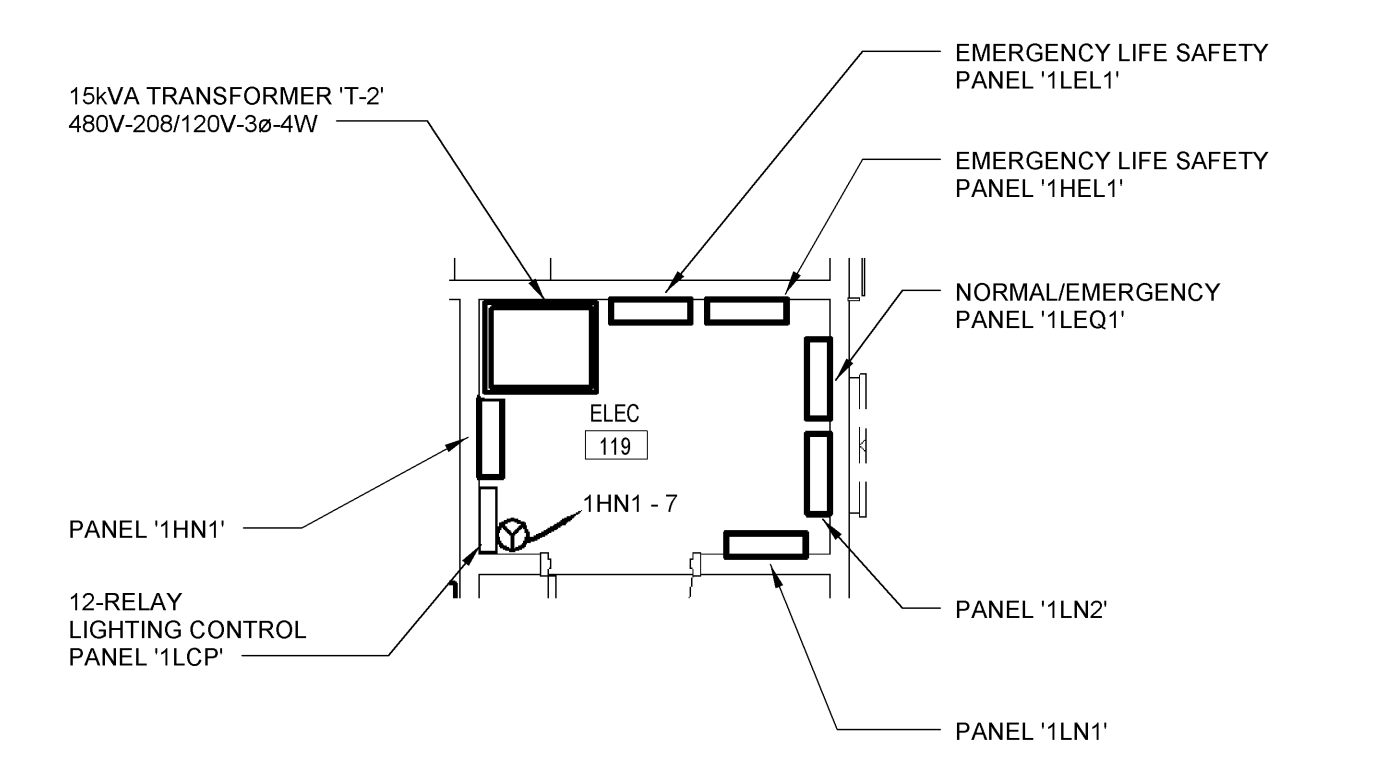 15kVA TRANSFORMER 'T-2'
480V-208/120V-3ø-4W
EMERGENCY LIFE SAFETY
PANEL '1LEL1'
EMERGENCY LIFE SAFETY
PANEL '1HEL1'
NORMAL/EMERGENCY
PANEL '1LEQ1'
ELEC
119
1HN1 - 7
PANEL '1HN1'
12-RELAY
LIGHTING CONTROL
PANEL '1LCP'
PANEL '1LN2'
PANEL '1LN1'